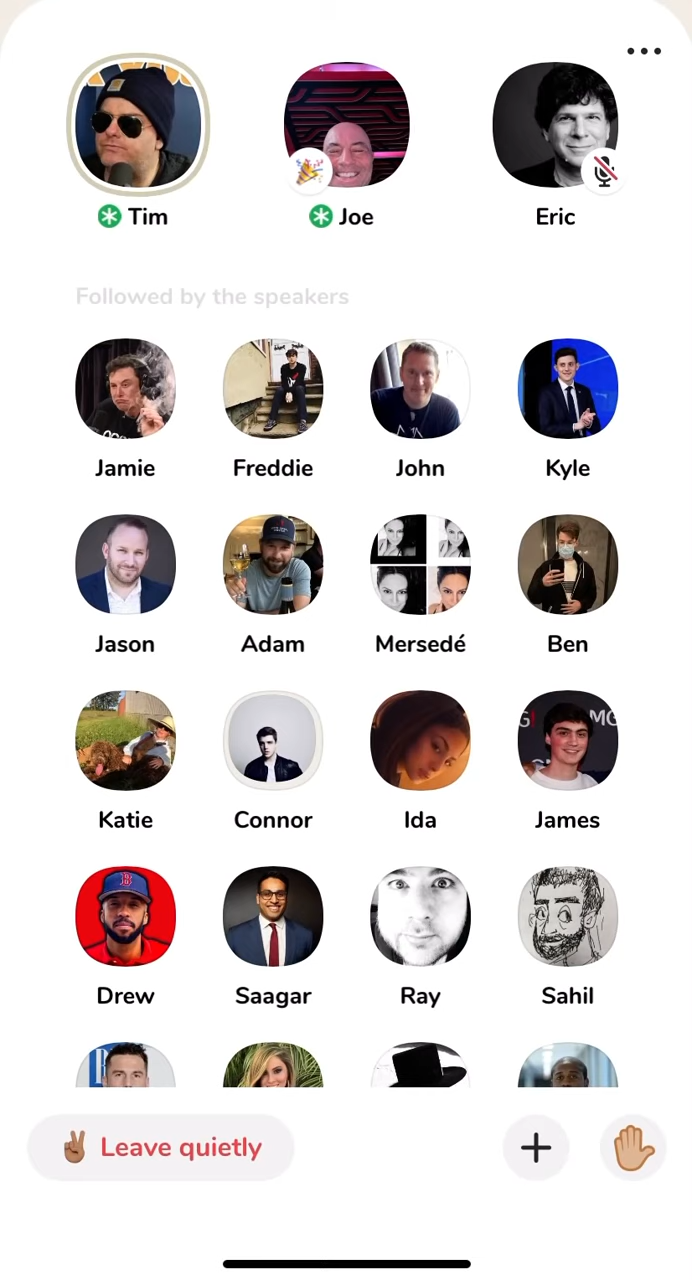 Tim
Joe
Eric
Followed by the speakers
Jamie
Freddie
John
Kyle
Jason
Adam
Mersedé
Ben
Katie
Connor
Ida
James
Drew
Saagar
Ray
Sahil
Leave quietly